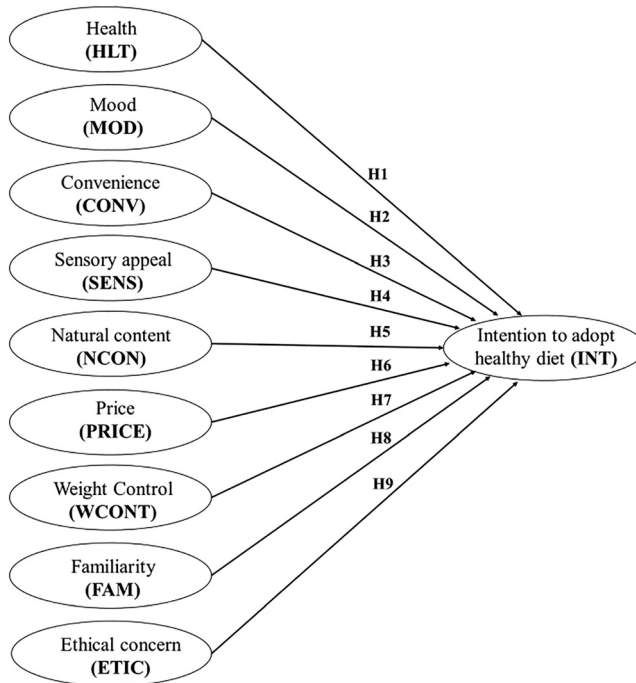 Health
(HLT)
Mood
(MOD)
Convenience
(CONV)
Sensory appeal
(SENS)
Natural content
(NCON)
Price
(PRICE)
Weight Control
(WCONT)
Familiarity
(FAM)
Ethical concern
(ETIC)
H1
H2
H3
H4
H5
H6
H7
H8
H9
Intention to adopt
healthy diet (INT)